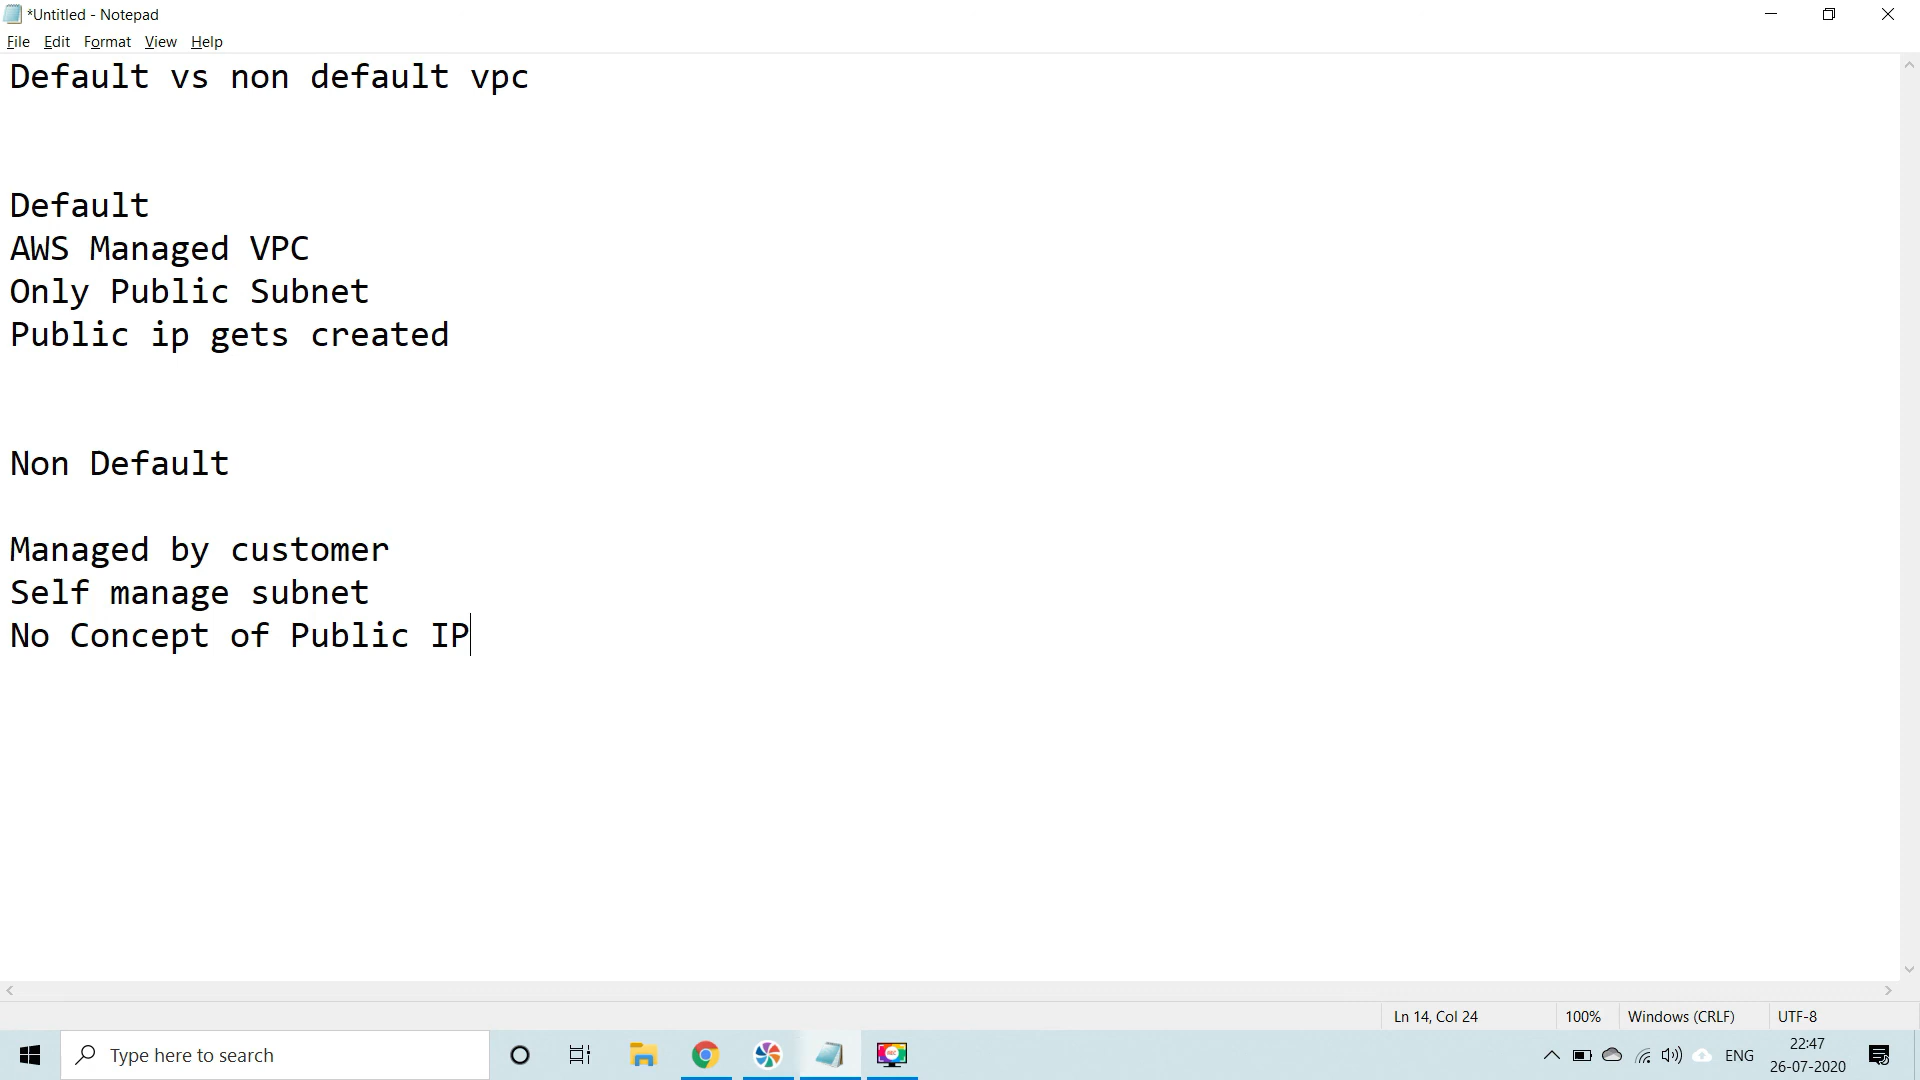 *Untitled - Notepad
File Edit Format View Help
Default vs non default vpc
Default
AWS Managed VPC
Only Public Subnet
Public ip gets created
Non Default
Managed by customer
Self manage subnet
No Concept of Public IP
Ln 14, Col 24 100% Windows (CRLF) UTF-8
Type here to search
ENG
22:47
26-07-2020